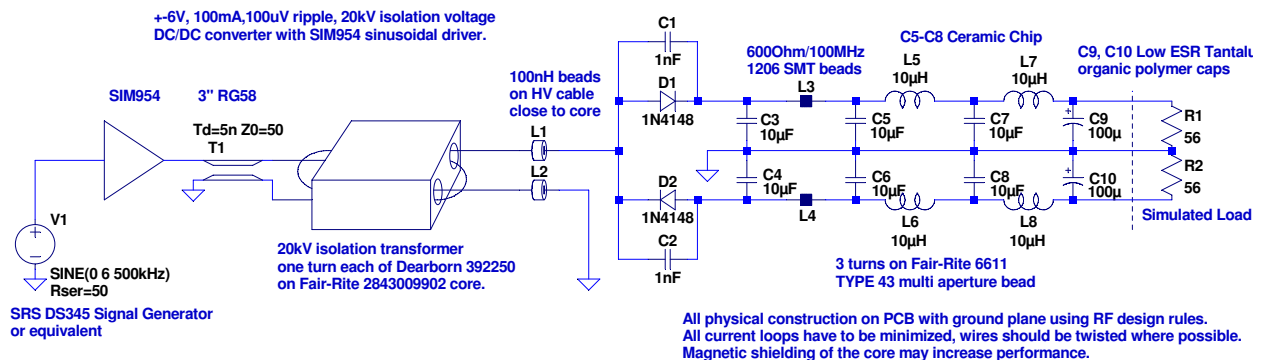 +-6V, 100mA,100uV ripple, 20kV isolation voltage
DC/DC converter with SIM954 sinusoidal driver.
SIM954
3" RG58
Td=5n Z0=50
T1
V1
SINE(0 6 500kHz)
Rser=50
SRS DS345 Signal Generator
or equivalent
20kV isolation transformer
one turn each of Dearborn 392250
on Fair-Rite 2843009902 core.
100nH beads
on HV cable
close to core
L1
L2
C1
1nF
D1
1N4148
D2
1N4148
C2
1nF
600Ohm/100MHz
1206 SMT beads
L3
C3
10µF
C4
10µF
L4
C5-C8 Ceramic Chip
L5
10µH
L7
10µH
C5
10µF
C7
10µF
C6
10µF
C8
10µF
L6
10µH
L8
10µH
C9, C10 Low ESR Tantalu
organic polymer caps
C9
100µ
C10
100µ
R1
56
R2
56
Simulated Load
3 turns on Fair-Rite 6611
TYPE 43 multi aperture bead
All physical construction on PCB with ground plane using RF design rules.
All current loops have to be minimized, wires should be twisted where possible.
Magnetic shielding of the core may increase performance.